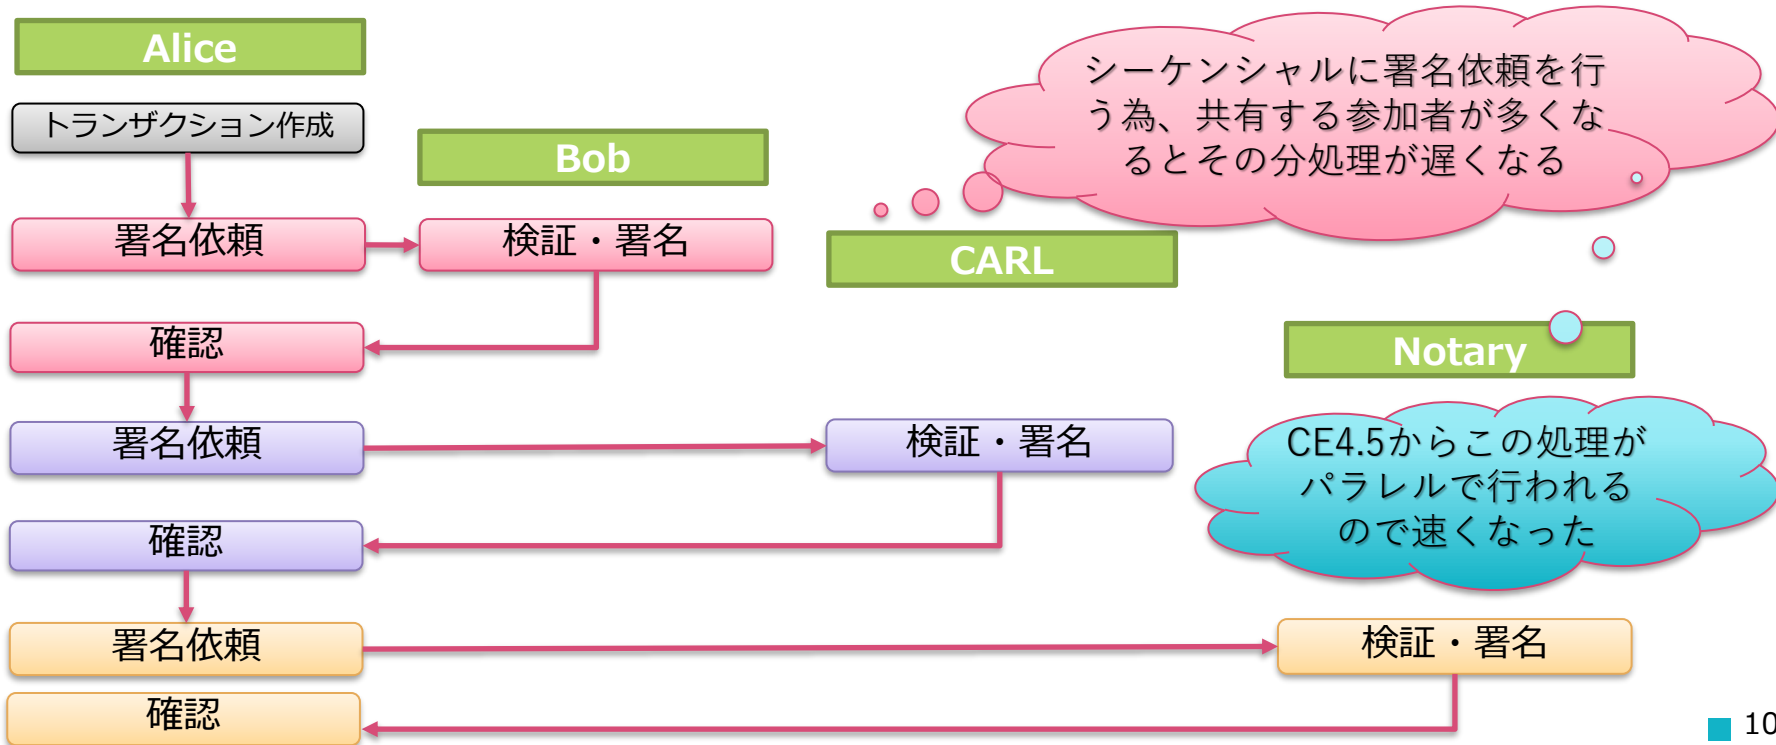 Alice
トランザクション作成
Bob
シーケンシャルに署名依頼を行
う為、共有する参加者が多くな
るとその分処理が遅くなる
署名依頼
検証・署名
CARL
確認
Notary
署名依頼
検証・署名
CE4.5からこの処理が
パラレルで行われる
ので速くなった
確認
署名依頼
検証・署名
確認
10